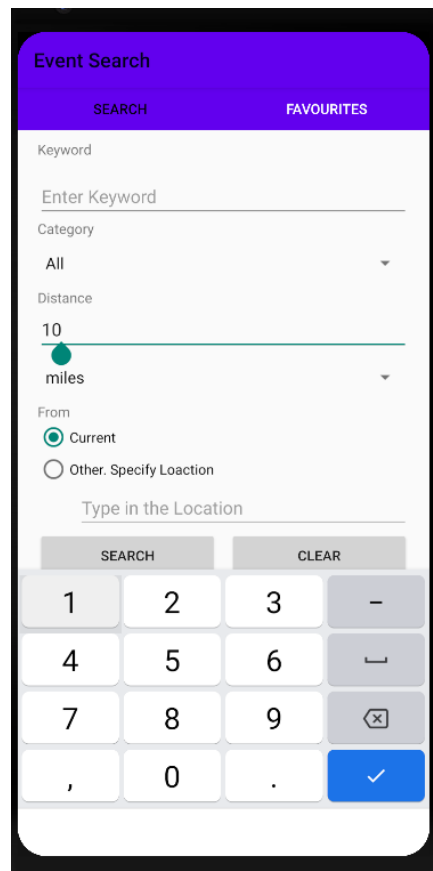 Event Search
SEARCH FAVOURITES
Keyword
Enter Keyword
Category
All
Distance
10
miles
From
Current
Other. Specify Loaction
Type in the Location
SEARCH CLEAR
1 2 3 –
4 5 6
7 8 9
, 0 .